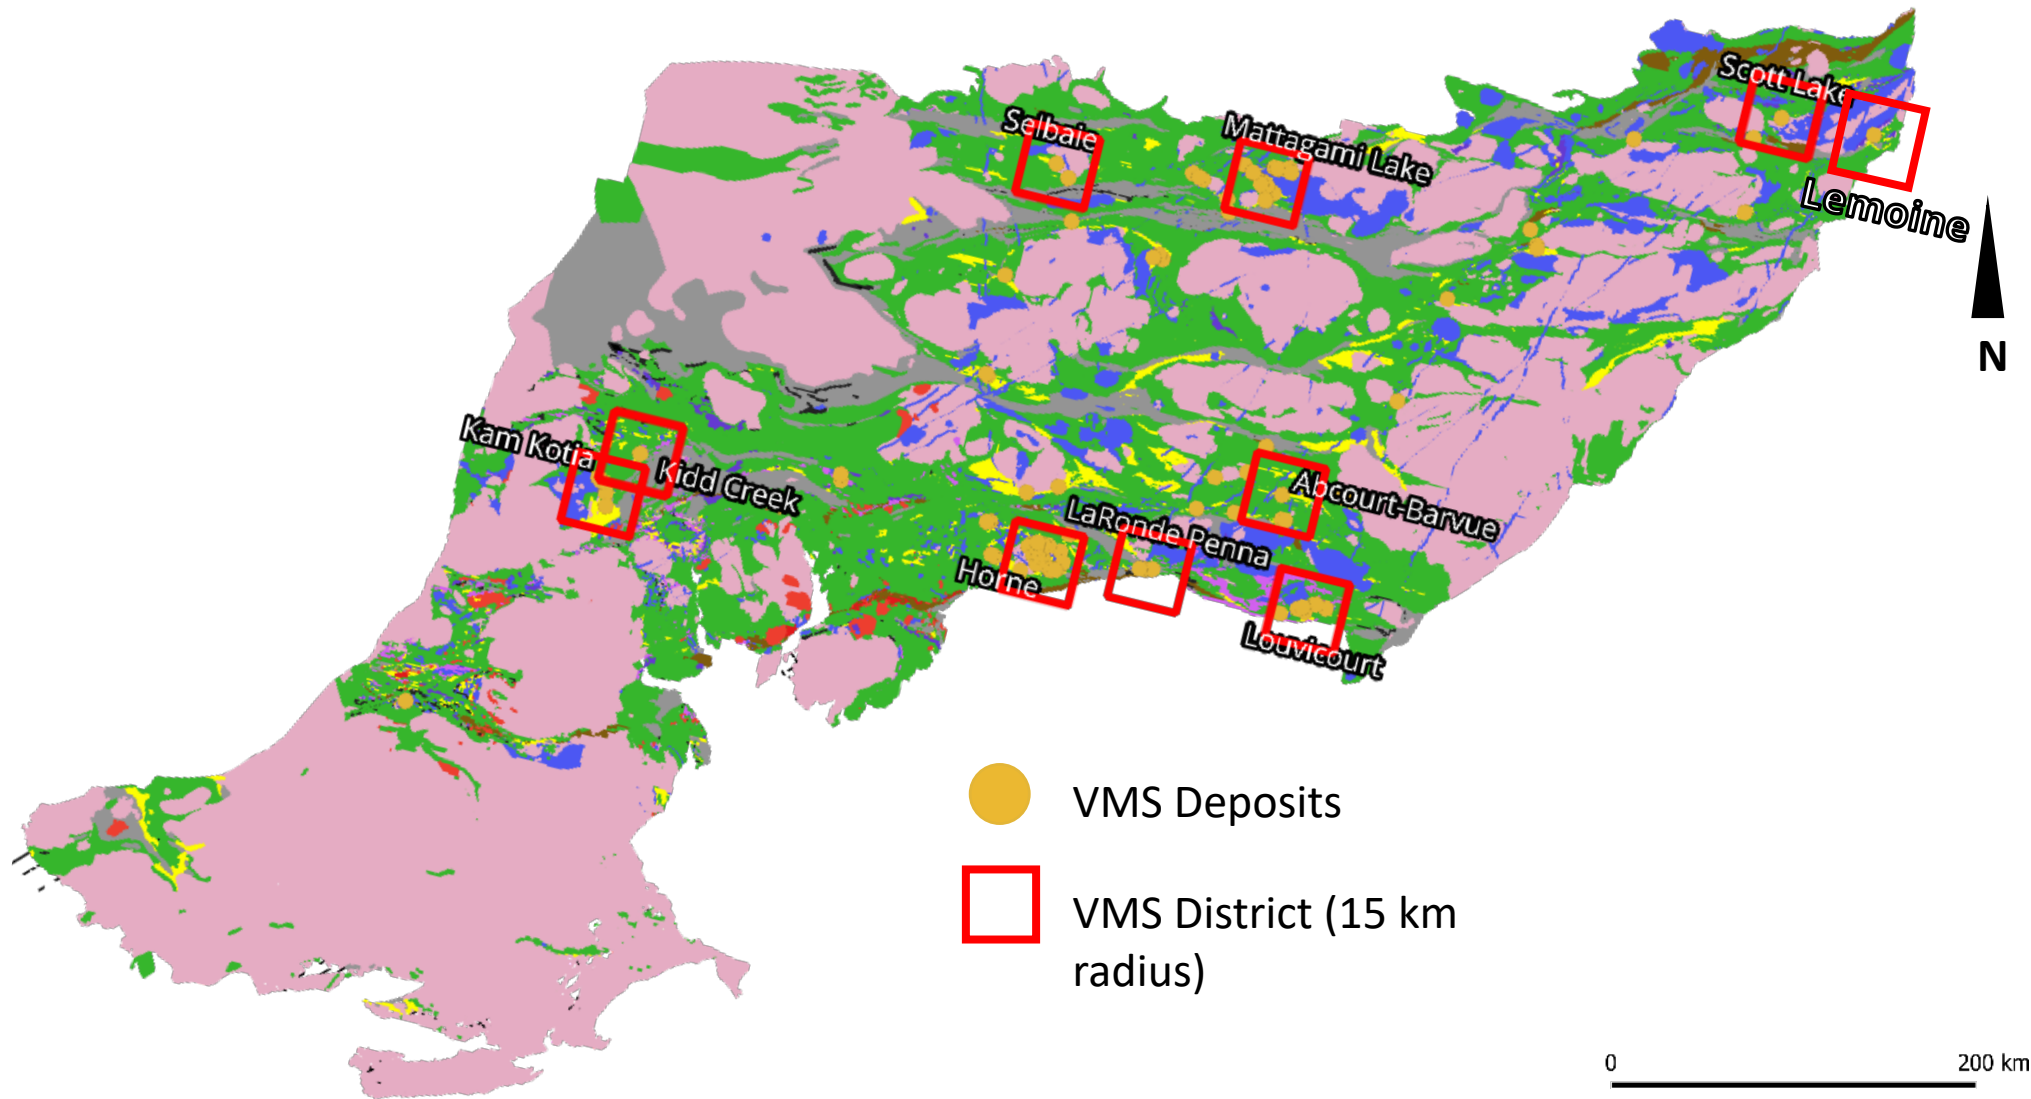 Scott Lake
Selbaie
Mattagami Lake
Lemoine
N
Kam Kotia
Kidd Creek
Abcourt-Barvue
LaRonde Penna
Horne
Louvicourt
VMS Deposits
VMS District (15 km
radius)
0
200 km